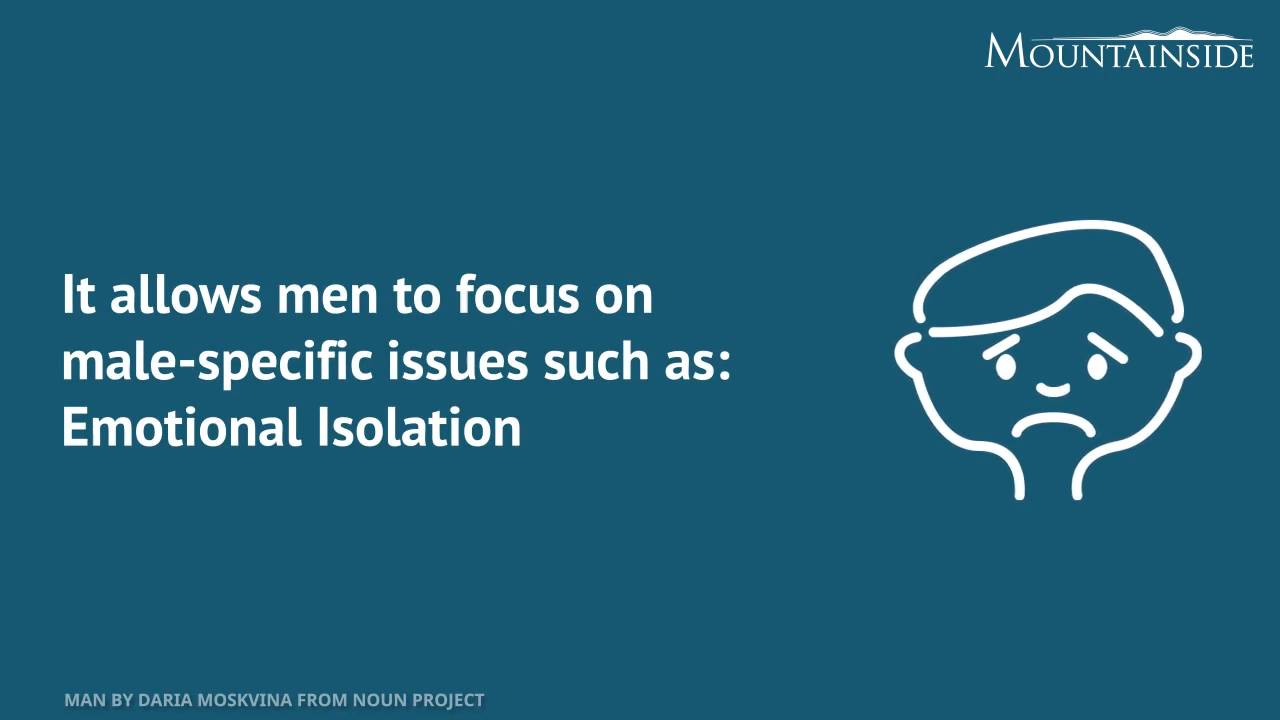 MOUNTAINSIDE
It allows men to focus on
male-specific issues such as:
Emotional Isolation
MAN BY DARIA MOSKVINA FROM NOUN PROJECT